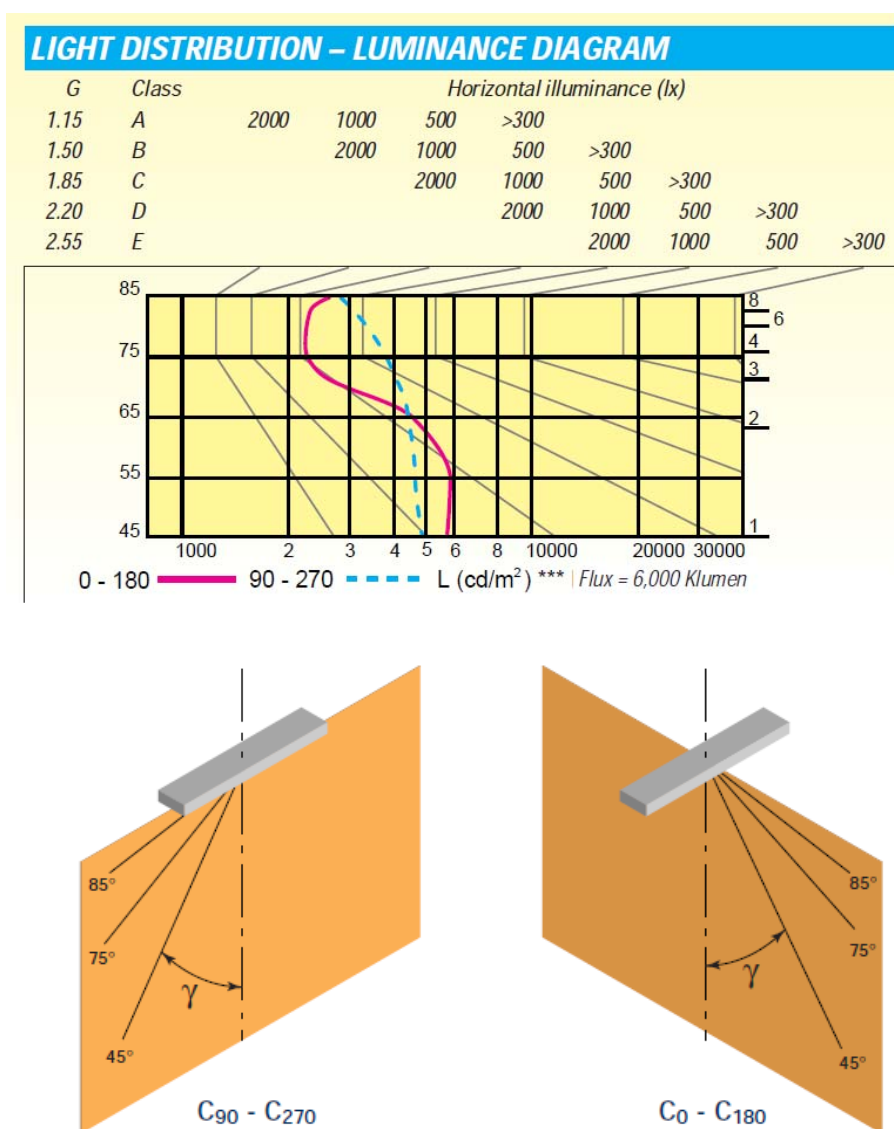 LIGHT DISTRIBUTION – LUMINANCE DIAGRAM
G Class Horizontal illuminance (lx)
1.15 A 2000 1000 500 >300
1.50 B 2000 1000 500 >300
1.85 C 2000 1000 500 >300
2.20 D 2000 1000 500 >300
2.55 E 2000 1000 500 >300
85 8
6
75 4
3
65 2
55
45 1
1000 2 3 4 5 6 8 10000 20000 30000
0 - 180 90 - 270 L (cd/m²) *** | Flux = 6,000 Klumen
85° 85°
75° 75°
γ γ
45° 45°
C90 - C270 C0 - C180